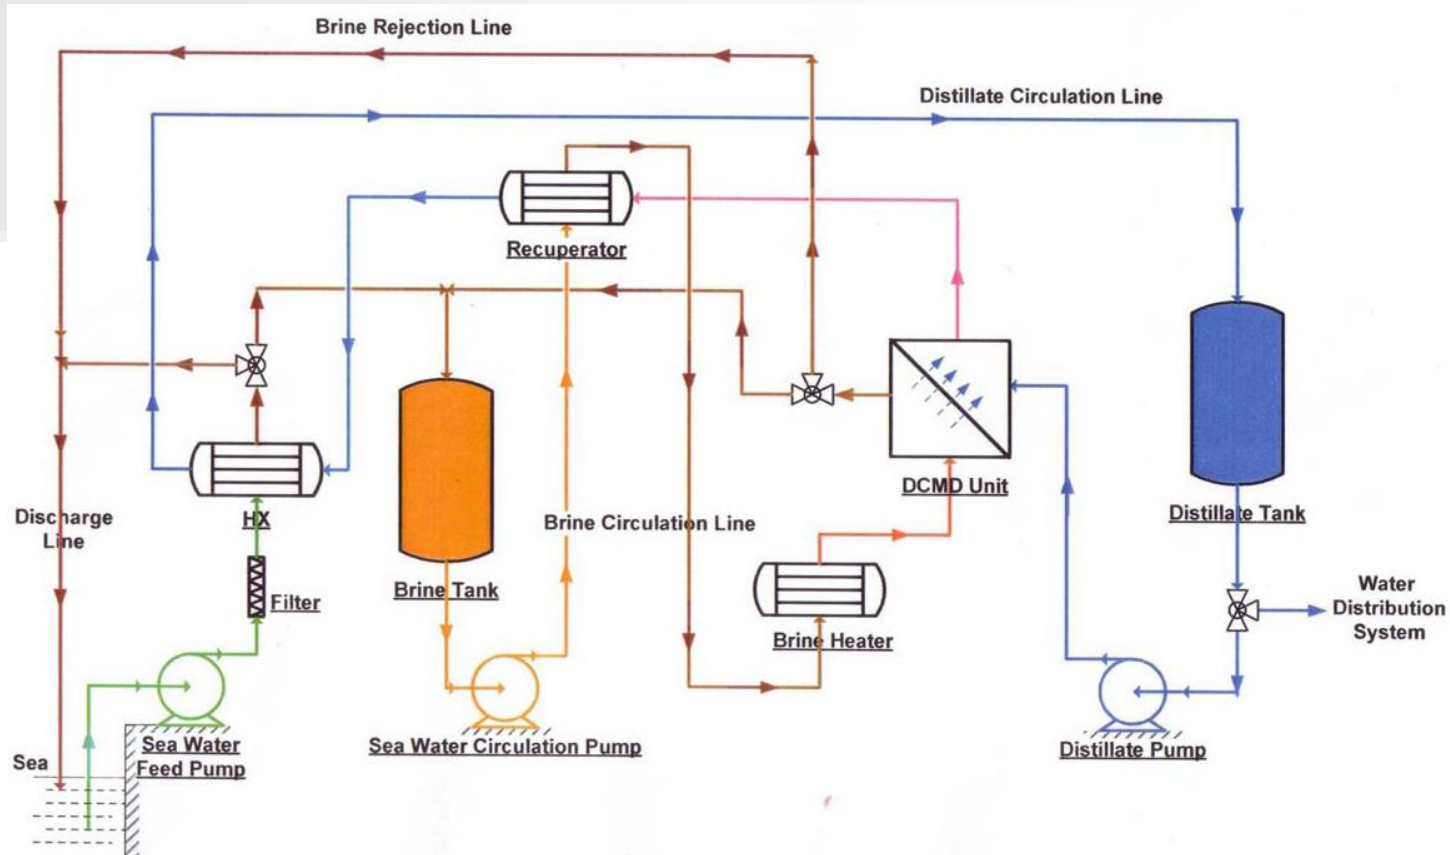 Brine Rejection Line
Distillate Circulation Line
Recuperator
DCMD Unit
Distillate Tank
HX
Discharge
Line
Brine Circulation Line
Brine Tank
Filter
Brine Heater
Water
Distribution
System
Sea Water
Feed Pump
Sea Water Circulation Pump
Distillate Pump
Sea